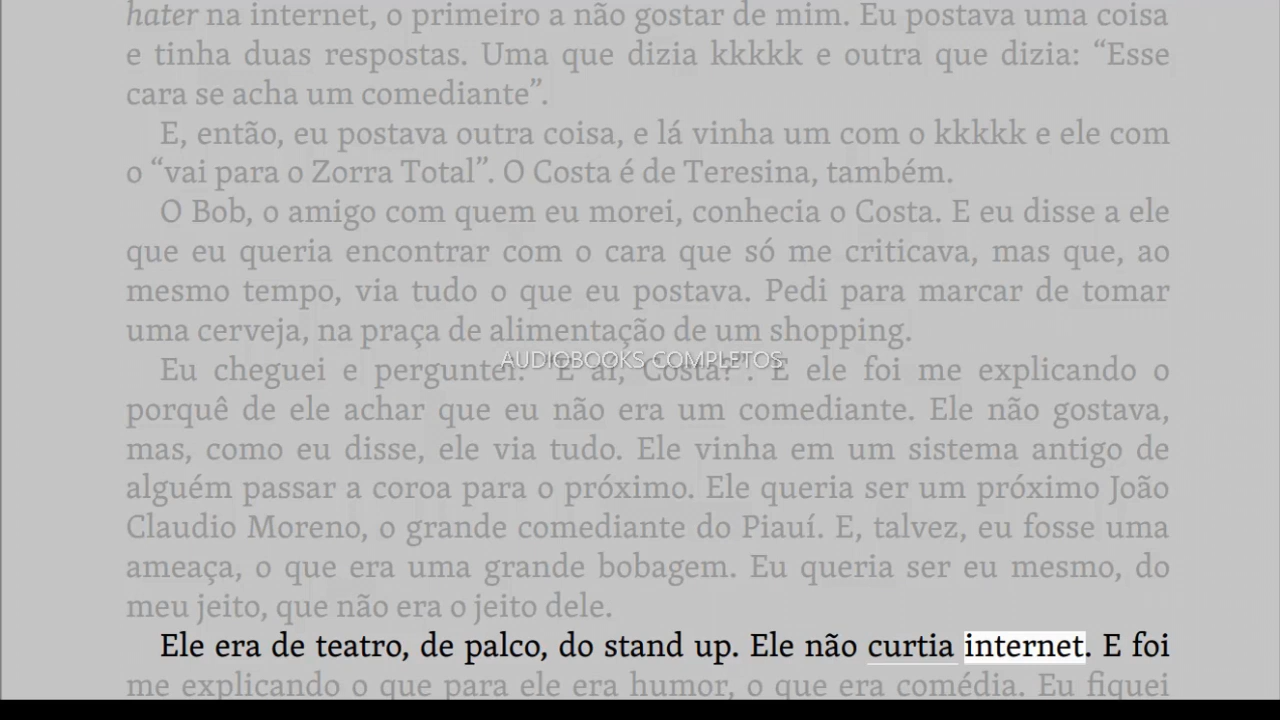 hater na internet, o primeiro a não gostar de mim. Eu postava uma coisa
e tinha duas respostas. Uma que dizia kkkkk e outra que dizia: “Esse
cara se acha um comediante”.
E, então, eu postava outra coisa, e lá vinha um com o kkkkk e ele com
o “vai para o Zorra Total”. O Costa é de Teresina, também.
O Bob, o amigo com quem eu morei, conhecia o Costa. E eu disse a ele
que eu queria encontrar com o cara que só me criticava, mas que, ao
mesmo tempo, via tudo o que eu postava. Pedi para marcar de tomar
uma cerveja, na praça de alimentação de um shopping.
AUDIOBOOKS COMPLETOS
Eu cheguei e perguntei: “E aí, Costa?”. E ele foi me explicando o
porquê de ele achar que eu não era um comediante. Ele não gostava,
mas, como eu disse, ele via tudo. Ele vinha em um sistema antigo de
alguém passar a coroa para o próximo. Ele queria ser um próximo João
Claudio Moreno, o grande comediante do Piauí. E, talvez, eu fosse uma
ameaça, o que era uma grande bobagem. Eu queria ser eu mesmo, do
meu jeito, que não era o jeito dele.
Ele era de teatro, de palco, do stand up. Ele não curtia internet. E foi
me explicando o que para ele era humor, o que era comédia. Eu fiquei